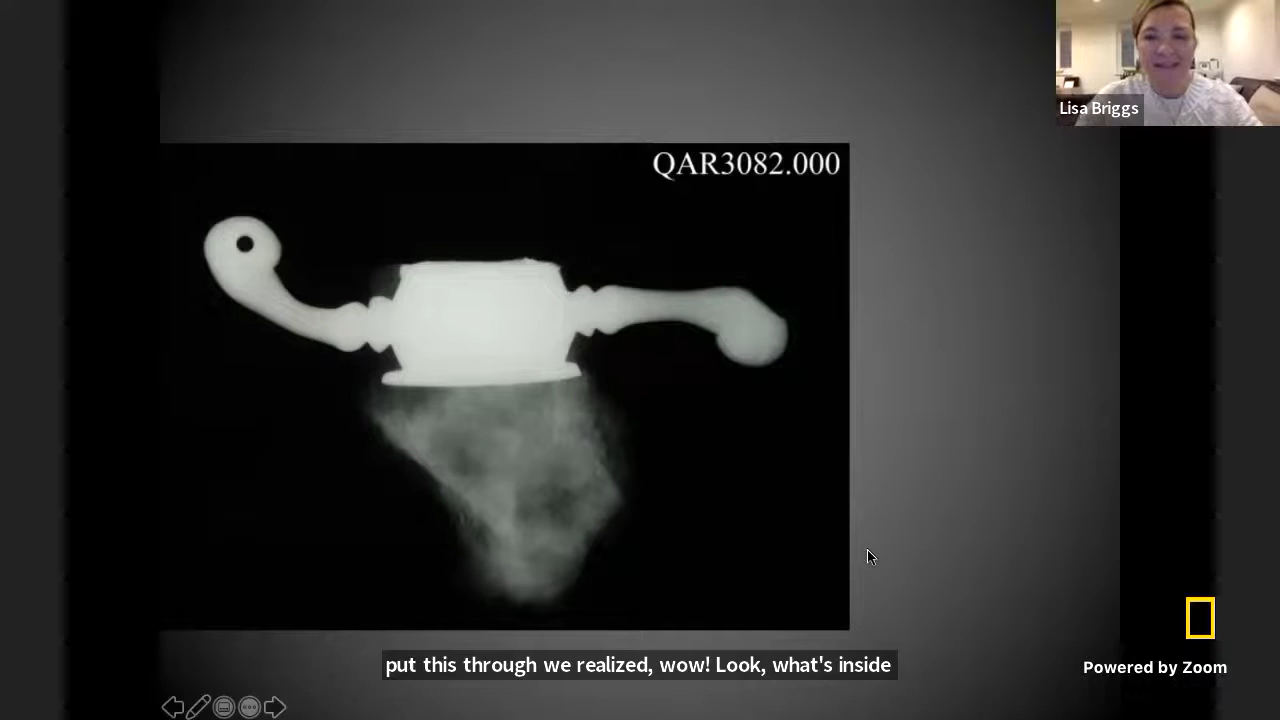 Lisa Briggs
QAR3082.000
put this through we realized, wow! Look, what's inside
Powered by Zoom